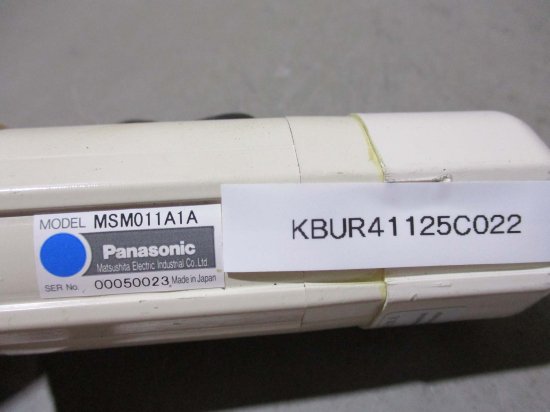 MODEL MSM011A1A
Panasonic
Matsushita Electric Industrial Co.,Ltd.
SER. No. 00050023 Made in Japan
KBUR41125C022